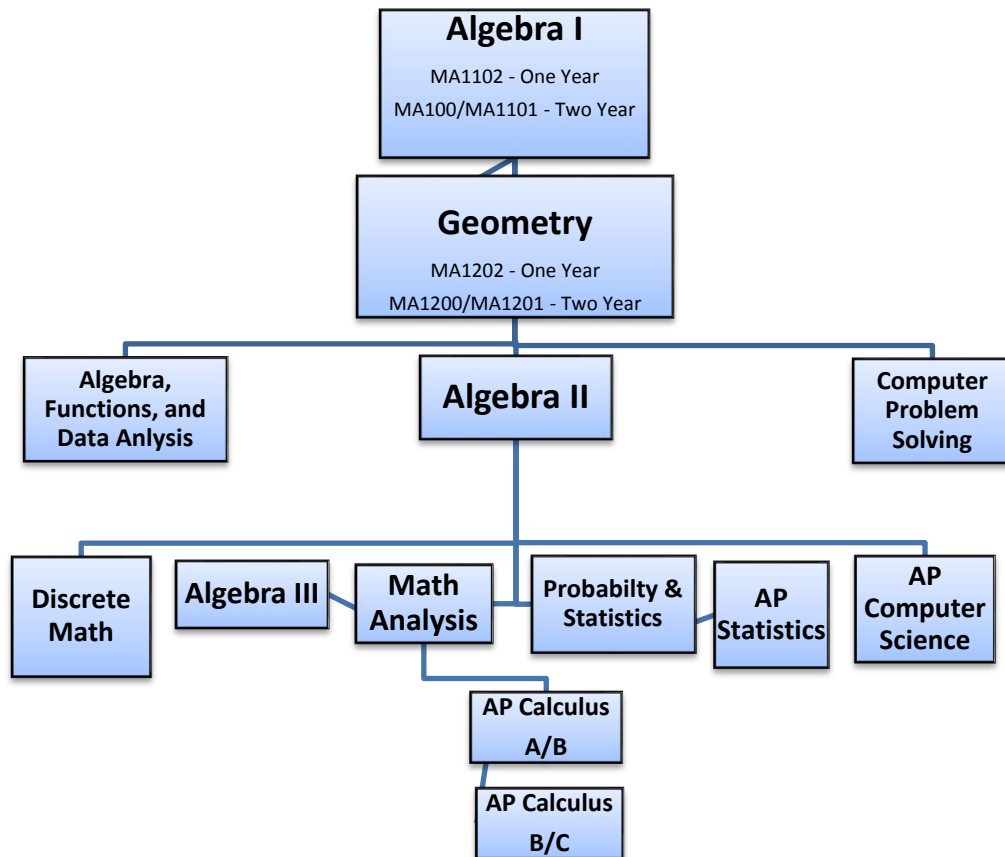 Algebra I
MA1102 - One Year
MA100/MA1101 - Two Year
Geometry
MA1202 - One Year
MA1200/MA1201 - Two Year
Algebra,
Functions, and
Data Anlysis
Algebra II
Computer
Problem
Solving
Discrete
Math
Algebra III
Math
Analysis
Probabilty &
Statistics
AP
Statistics
AP
Computer
Science
AP Calculus
A/B
AP Calculus
B/C